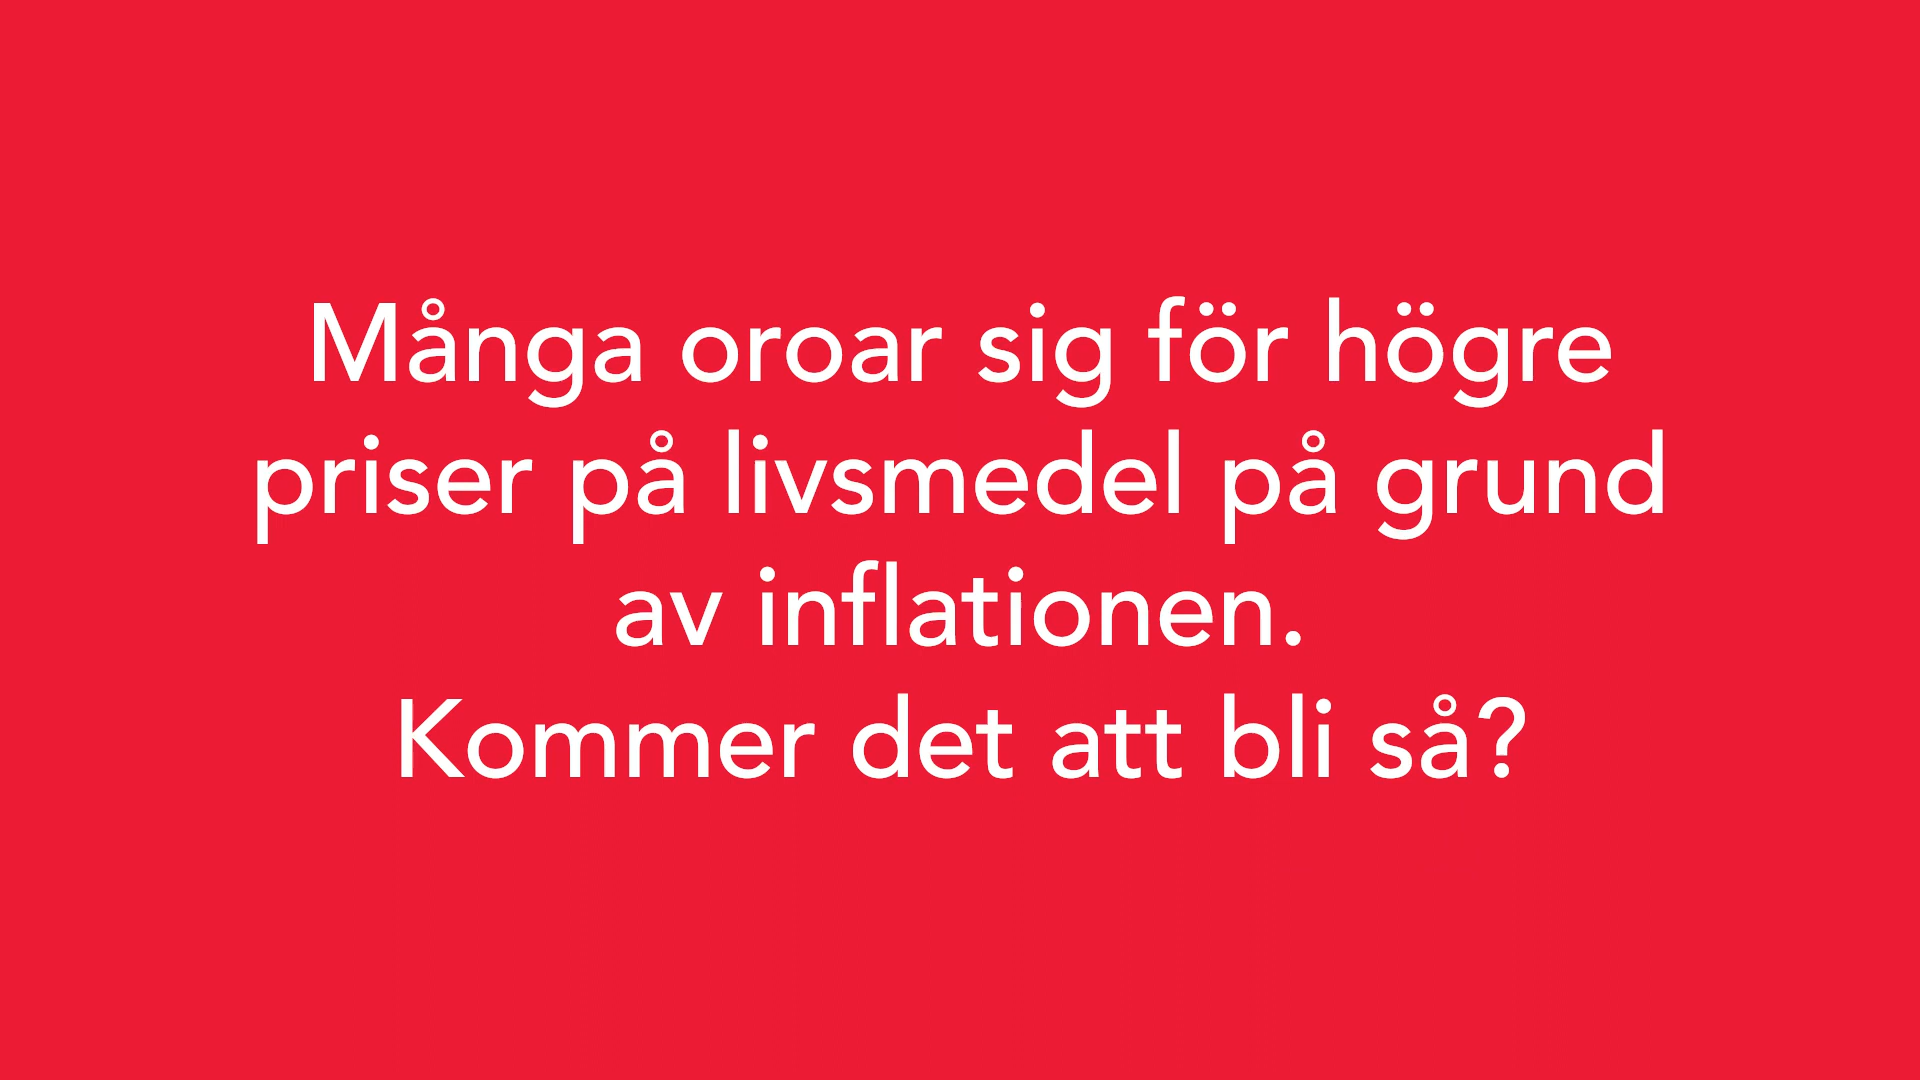 Många oroar sig för högre
priser på livsmedel på grund
av inflationen.
Kommer det att bli så?